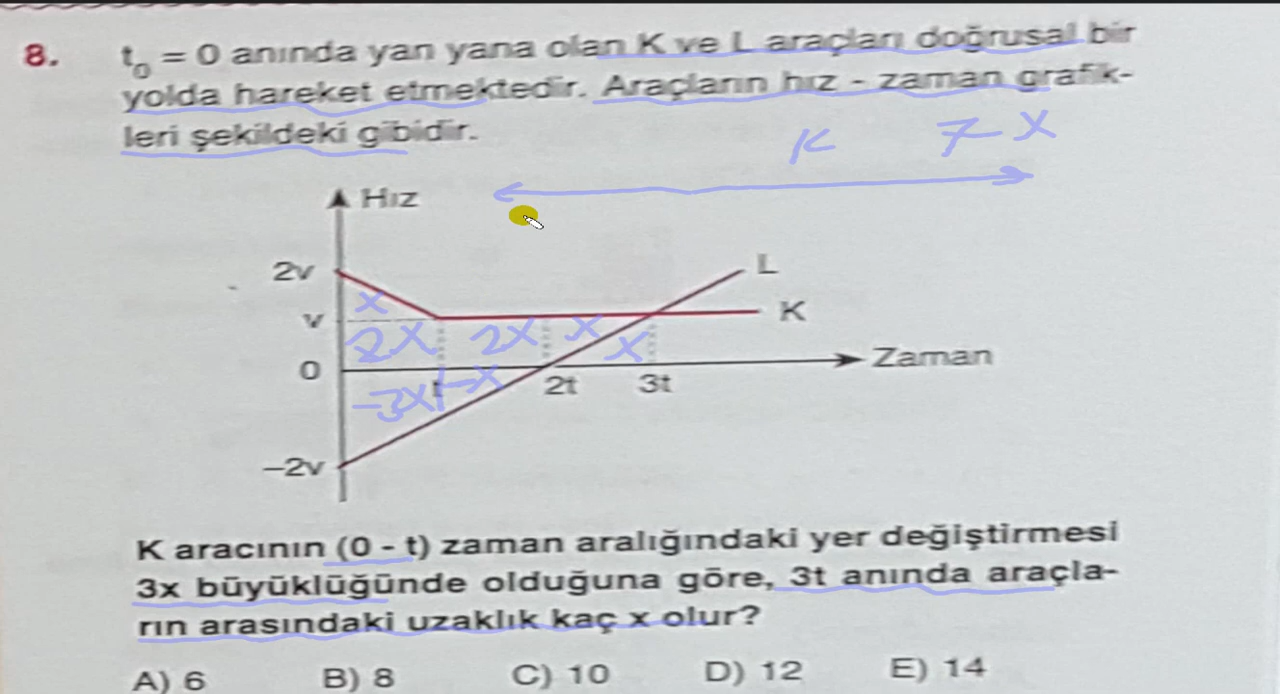 8. t₀ = 0 anında yan yana olan K ve L araçları doğrusal bir
yolda hareket etmektedir. Araçların hız - zaman grafik-
leri şekildeki gibidir.
K 7-x
Hız
2v
L
x
v
K
2x 2x x x
0
Zaman
-3x t -x 2t 3t
-2v
K aracının (0 - t) zaman aralığındaki yer değiştirmesi
3x büyüklüğünde olduğuna göre, 3t anında araçla-
rın arasındaki uzaklık kaç x olur?
A) 6 B) 8 C) 10 D) 12 E) 14